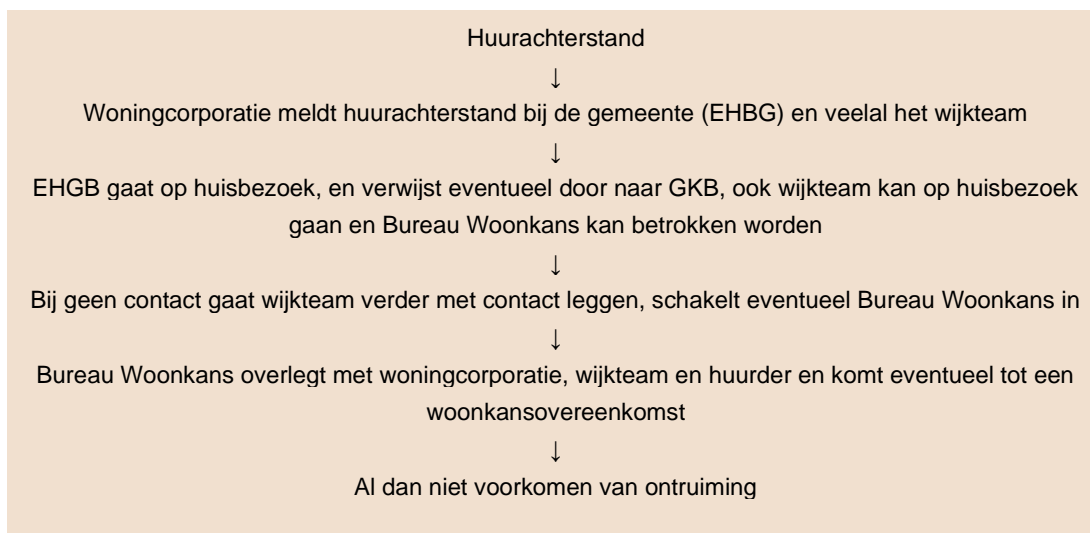 Huurachterstand
↓
Woningcorporatie meldt huurachterstand bij de gemeente (EHBG) en veelal het wijkteam
↓
EHGB gaat op huisbezoek, en verwijst eventueel door naar GKB, ook wijkteam kan op huisbezoek
gaan en Bureau Woonkans kan betrokken worden
↓
Bij geen contact gaat wijkteam verder met contact leggen, schakelt eventueel Bureau Woonkans in
↓
Bureau Woonkans overlegt met woningcorporatie, wijkteam en huurder en komt eventueel tot een
woonkansovereenkomst
↓
Al dan niet voorkomen van ontruiming